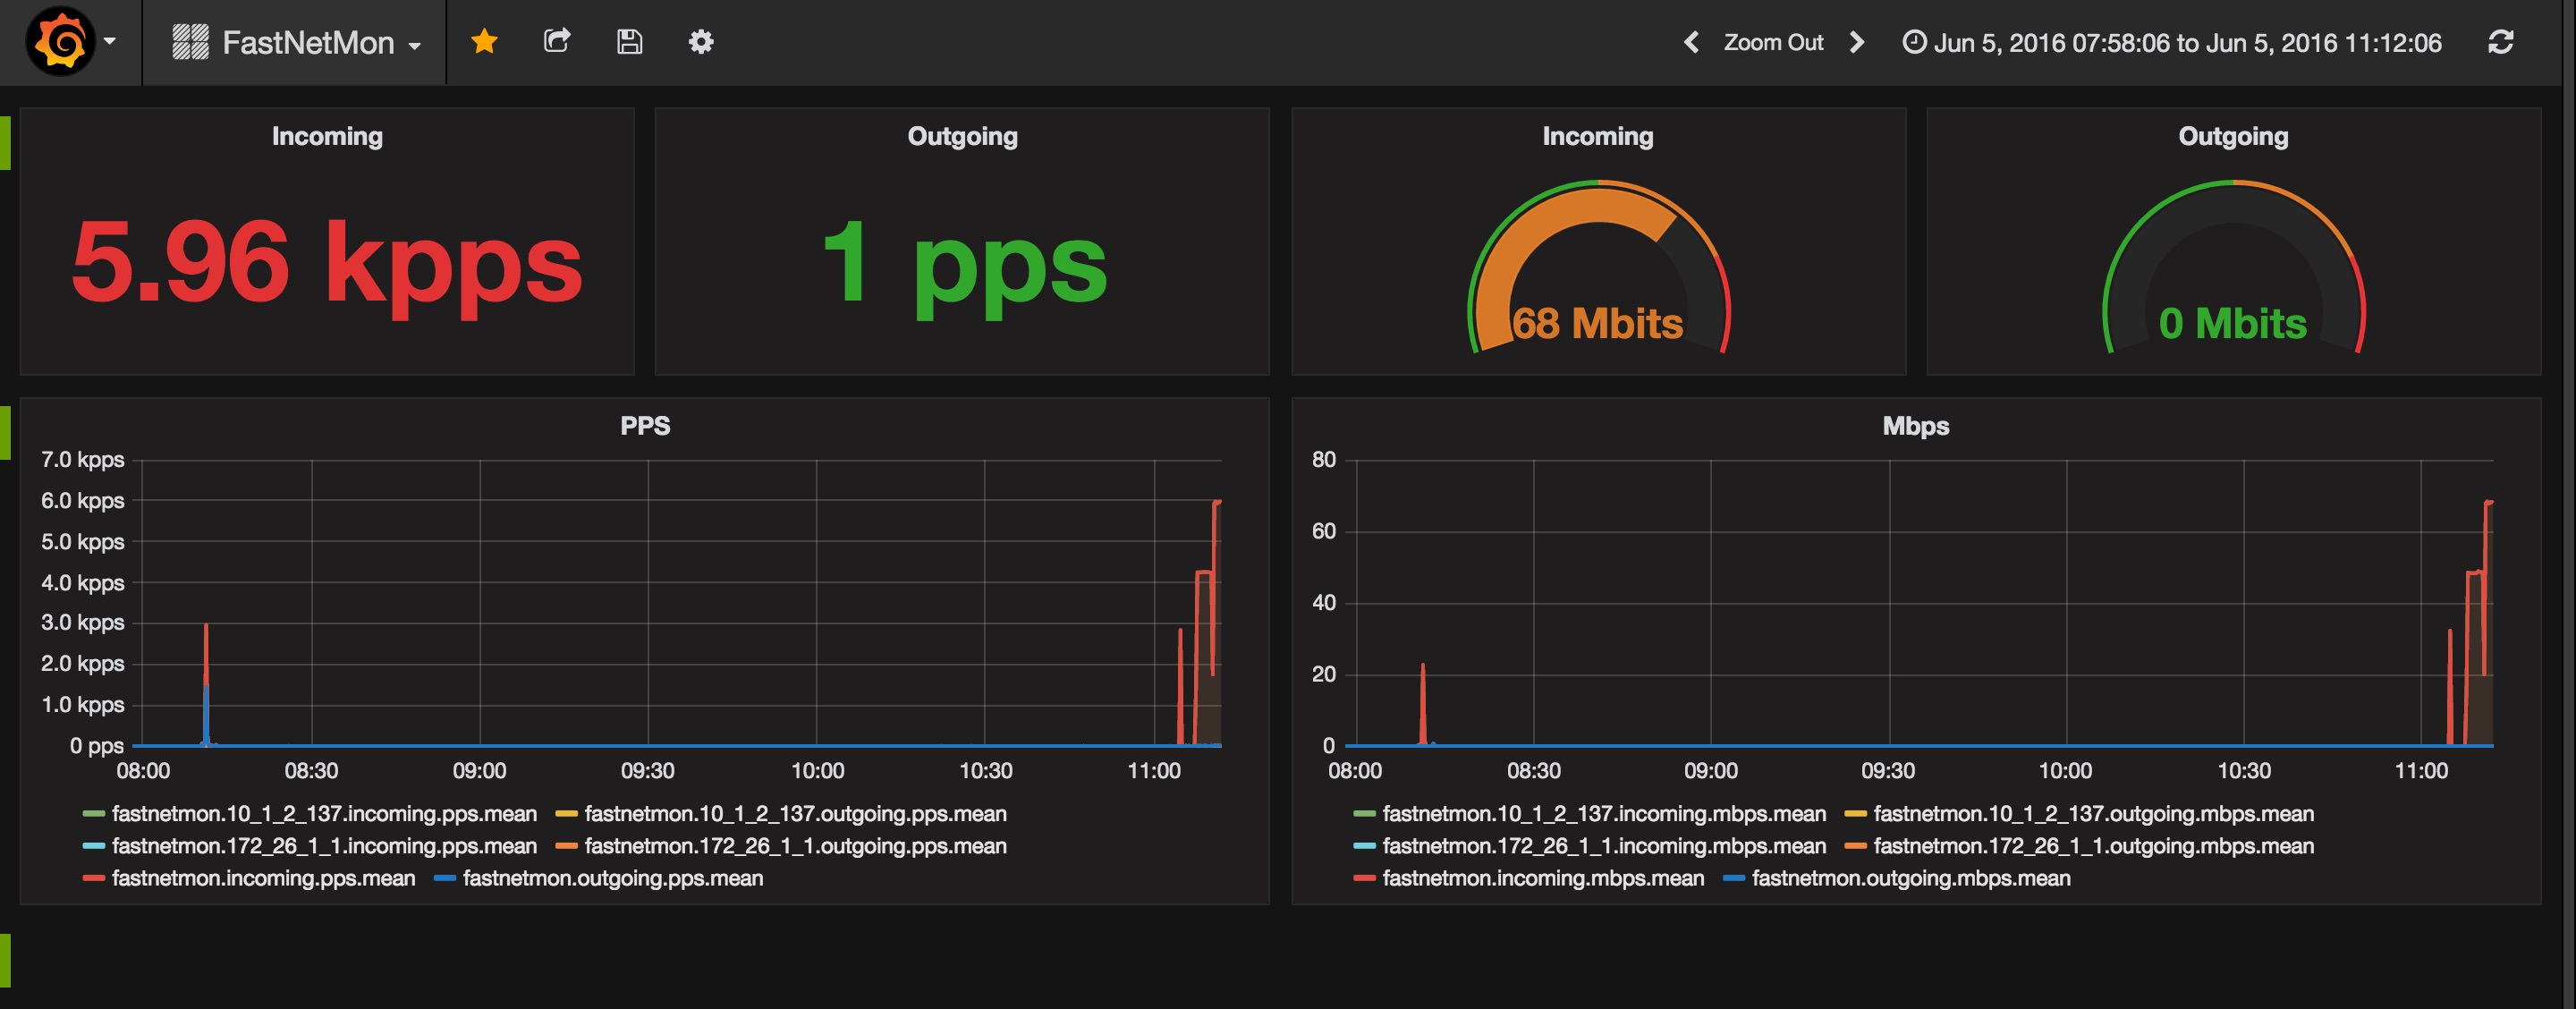 FastNetMon
Zoom Out
Jun 5, 2016 07:58:06 to Jun 5, 2016 11:12:06
Incoming
5.96 kpps
Outgoing
1 pps
Incoming
68 Mbits
Outgoing
0 Mbits
PPS
7.0 kpps
6.0 kpps
5.0 kpps
4.0 kpps
3.0 kpps
2.0 kpps
1.0 kpps
0 pps
08:00 08:30 09:00 09:30 10:00 10:30 11:00
fastnetmon.10_1_2_137.incoming.pps.mean fastnetmon.10_1_2_137.outgoing.pps.mean
fastnetmon.172_26_1_1.incoming.pps.mean fastnetmon.172_26_1_1.outgoing.pps.mean
fastnetmon.incoming.pps.mean fastnetmon.outgoing.pps.mean
Mbps
80
60
40
20
0
08:00 08:30 09:00 09:30 10:00 10:30 11:00
fastnetmon.10_1_2_137.incoming.mbps.mean fastnetmon.10_1_2_137.outgoing.mbps.mean
fastnetmon.172_26_1_1.incoming.mbps.mean fastnetmon.172_26_1_1.outgoing.mbps.mean
fastnetmon.incoming.mbps.mean fastnetmon.outgoing.mbps.mean